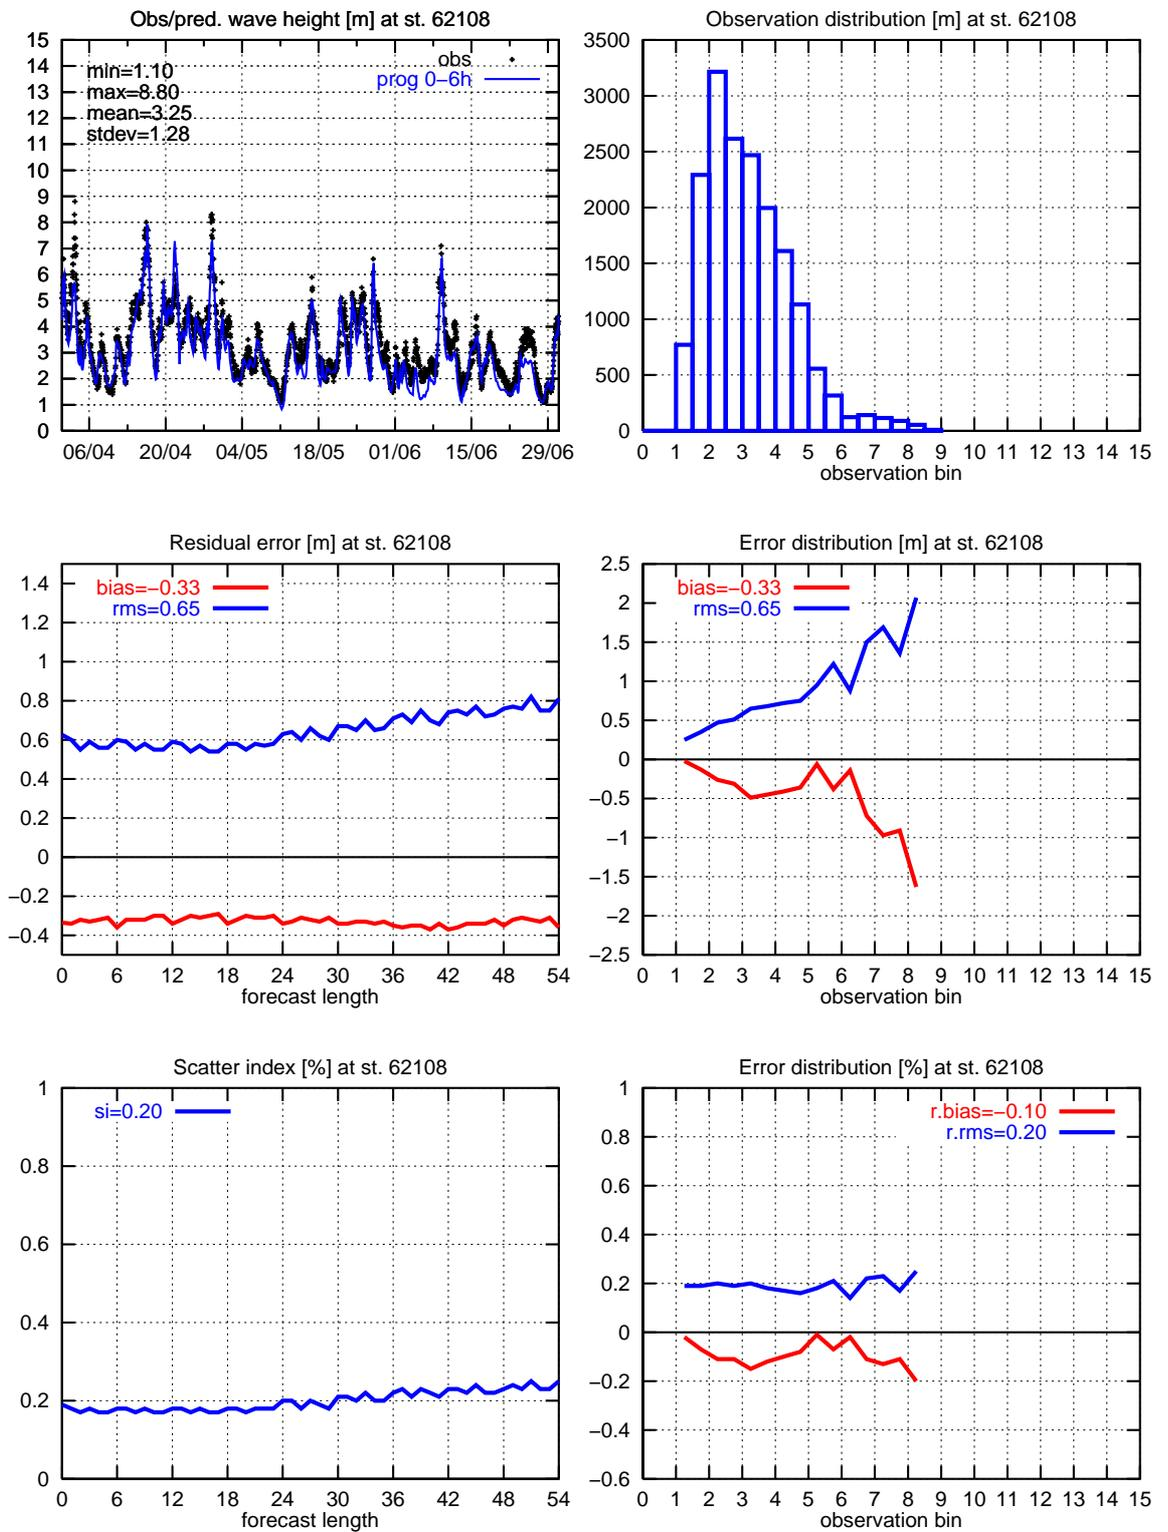 Obs/pred. wave height [m] at st. 62108
15
14
13
12
11
10
9
8
7
6
5
4
3
2
1
0
min=1.10
max=8.80
mean=3.25
stdev=1.28
obs
prog 0−6h
06/04 20/04 04/05 18/05 01/06 15/06 29/06
Observation distribution [m] at st. 62108
3500
3000
2500
2000
1500
1000
500
0
0 1 2 3 4 5 6 7 8 9 10 11 12 13 14 15
observation bin
Residual error [m] at st. 62108
1.4
1.2
1
0.8
0.6
0.4
0.2
0
−0.2
−0.4
bias=−0.33
rms=0.65
0 6 12 18 24 30 36 42 48 54
forecast length
Error distribution [m] at st. 62108
2.5
2
1.5
1
0.5
0
−0.5
−1
−1.5
−2
−2.5
bias=−0.33
rms=0.65
0 1 2 3 4 5 6 7 8 9 10 11 12 13 14 15
observation bin
Scatter index [%] at st. 62108
1
0.8
0.6
0.4
0.2
0
si=0.20
0 6 12 18 24 30 36 42 48 54
forecast length
Error distribution [%] at st. 62108
1
0.8
0.6
0.4
0.2
0
−0.2
−0.4
−0.6
r.bias=−0.10
r.rms=0.20
0 1 2 3 4 5 6 7 8 9 10 11 12 13 14 15
observation bin